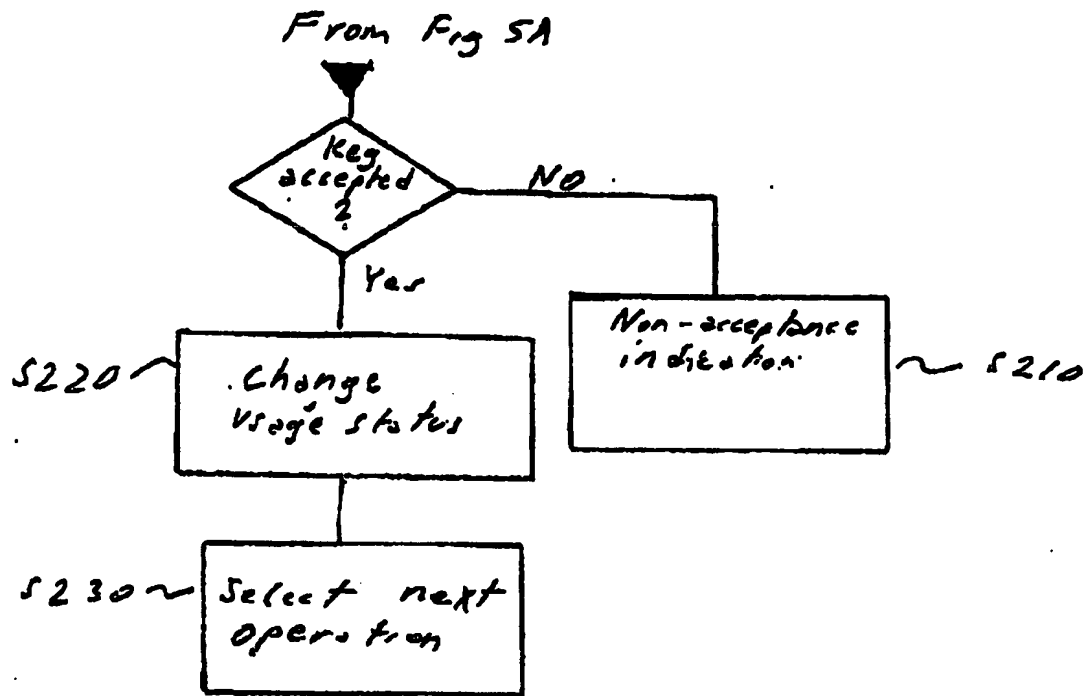 From Fig 5A
Keg
accepted
?
NO
Yes
Non-acceptance
indication
S210
S220
Change
usage status
S230
Select next
operation